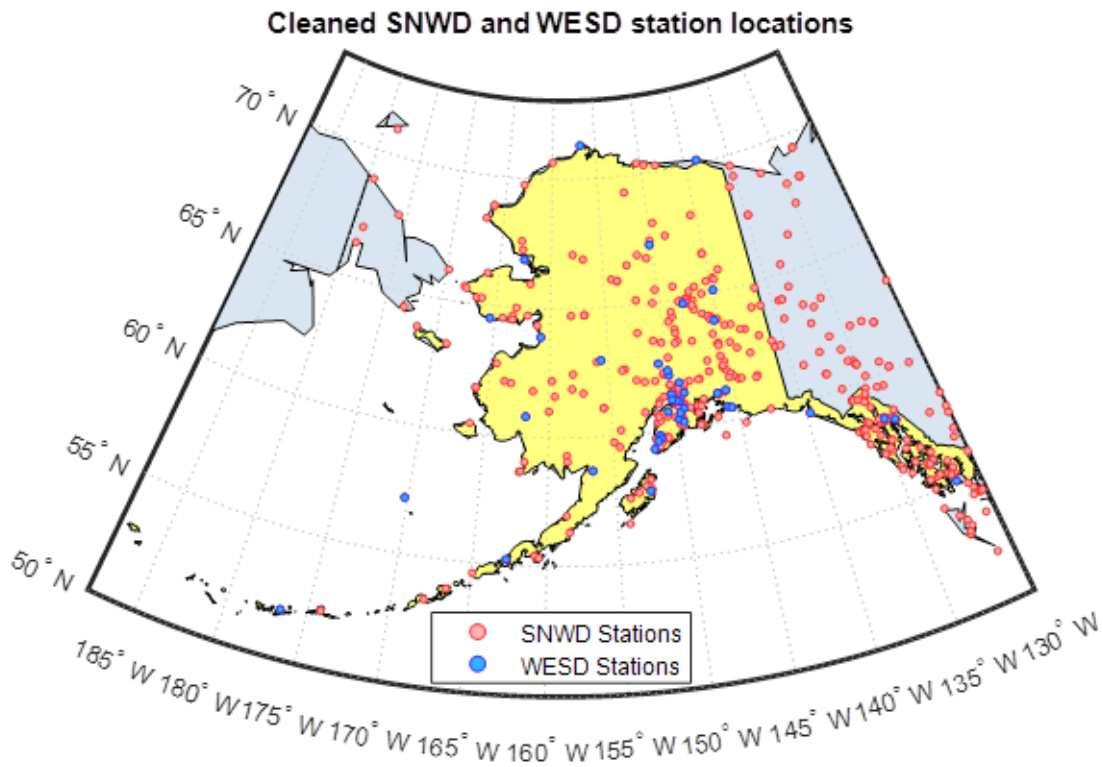 Cleaned SNWD and WESD station locations
70° N
65° N
60° N
55° N
50° N
SNWD Stations
WESD Stations
185° W
180° W
175° W
170° W
165° W
160° W
155° W
150° W
145° W
140° W
135° W
130° W